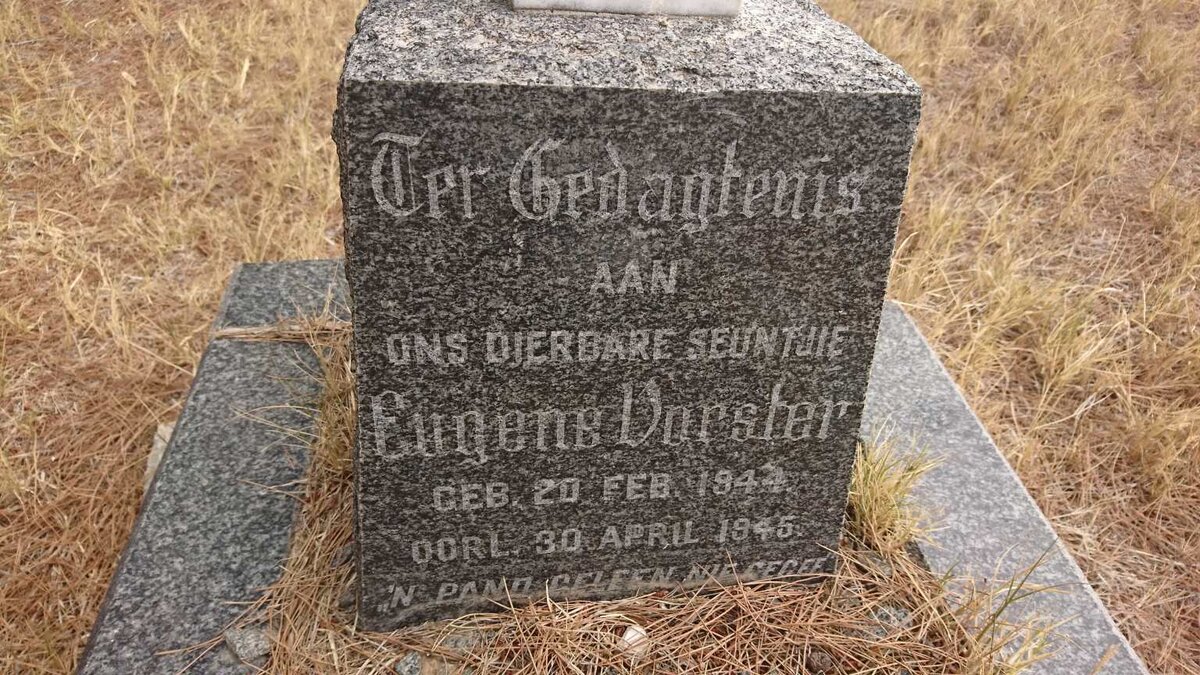 Ter Gedagtenis
AAN
ONS DIERBARE SEUNTJIE
Eugene Vorster
GEB. 20 FEB. 1944.
OORL. 30. APRIL 1945.
„'N PAND GELEEN NIE GEGEE